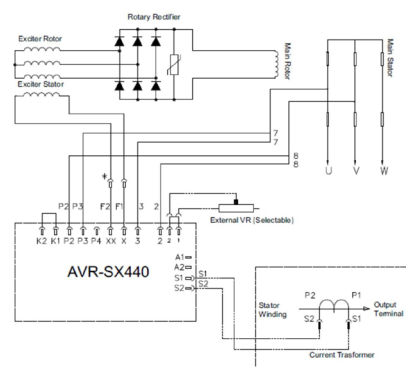 Rotary Rectifier
Exciter Rotor
Main Rotor
Main Stator
Exciter Stator
7
7
8
8
U V W
* P2 P3 F2 F1 3 2
External VR (Selectable)
K2 K1 P2 P3 P4 XX X 3 2 2 1
AVR-SX440
A1
A2
S1 S1
S2 S2
Stator
Winding
P2 P1
Output
Terminal
S2 S1
Current Trasformer